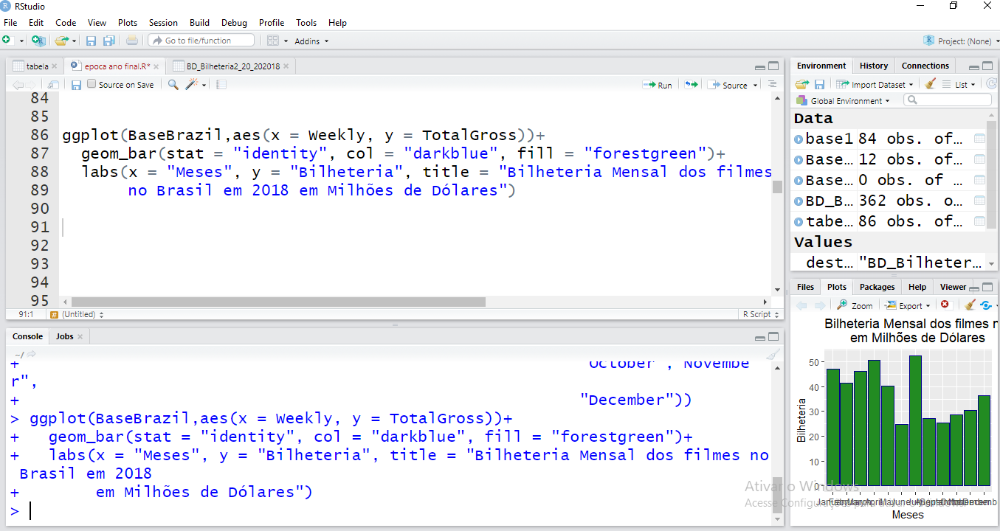 RStudio
File Edit Code View Plots Session Build Debug Profile Tools Help
Go to file/function Addins Project: (None)
tabela epoca ano final.R* BD_Bilheteria2_20_202018
Source on Save Run Source
84
85
86 ggplot(BaseBrazil,aes(x = Weekly, y = TotalGross))+
87 geom_bar(stat = "identity", col = "darkblue", fill = "forestgreen")+
88 labs(x = "Meses", y = "Bilheteria", title = "Bilheteria Mensal dos filmes
89 no Brasil em 2018 em Milhões de Dólares")
90
91
92
93
94
95
91:1 (Untitled) R Script
Console Jobs
~/
+ "October", "Novembe
r",
+ "December"))
> ggplot(BaseBrazil,aes(x = Weekly, y = TotalGross))+
+ geom_bar(stat = "identity", col = "darkblue", fill = "forestgreen")+
+ labs(x = "Meses", y = "Bilheteria", title = "Bilheteria Mensal dos filmes no
Brasil em 2018
+ em Milhões de Dólares")
>
Environment History Connections
Import Dataset List
Global Environment
Data
base1 84 obs. of…
Base… 12 obs. of…
Base… 0 obs. of …
BD_B… 362 obs. o…
tabe… 86 obs. of…
Values
dest… "BD_Bilheter…
Files Plots Packages Help Viewer
Zoom Export
Bilheteria Mensal dos filmes n
em Milhões de Dólares
50
40
30
20
10
0
Bilheteria
Meses
Ativar o Windows